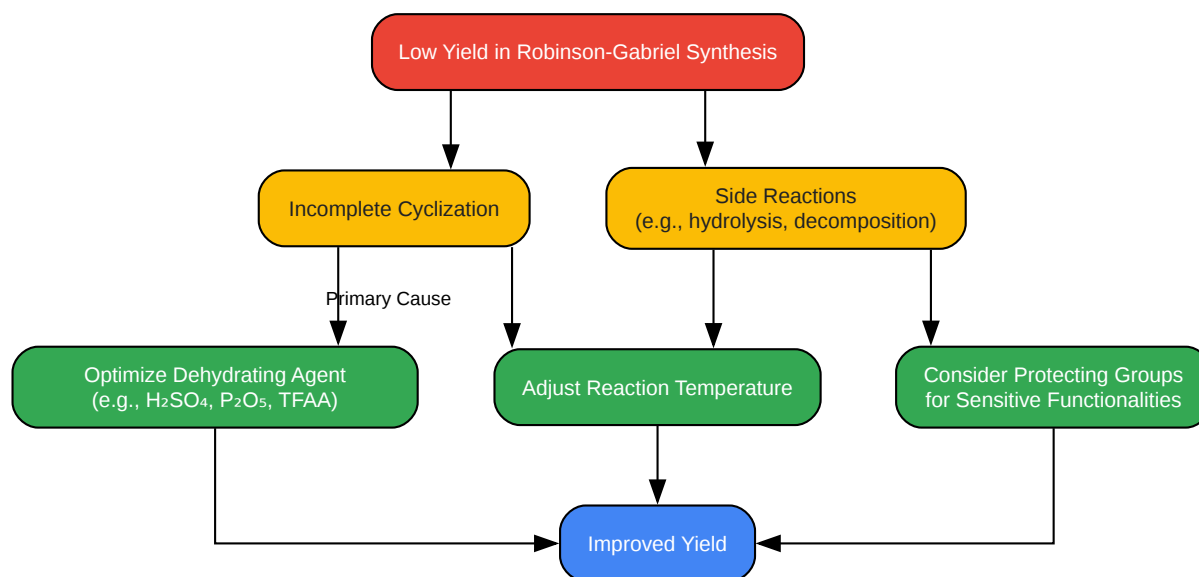 Low Yield in Robinson-Gabriel Synthesis
Incomplete Cyclization
Side Reactions
(e.g., hydrolysis, decomposition)
Primary Cause
Optimize Dehydrating Agent
(e.g., H₂SO₄, P₂O₅, TFAA)
Adjust Reaction Temperature
Consider Protecting Groups
for Sensitive Functionalities
Improved Yield